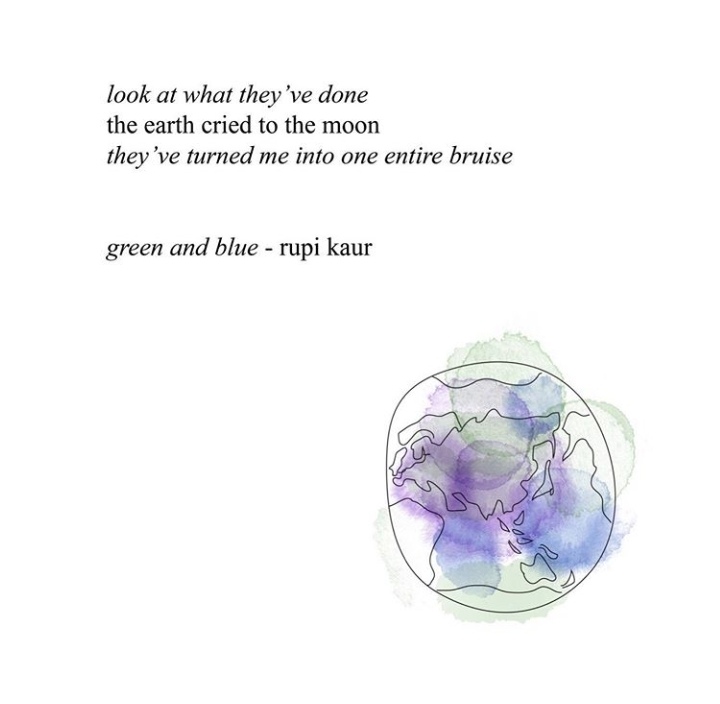 look at what they’ve done
the earth cried to the moon
they’ve turned me into one entire bruise
green and blue - rupi kaur